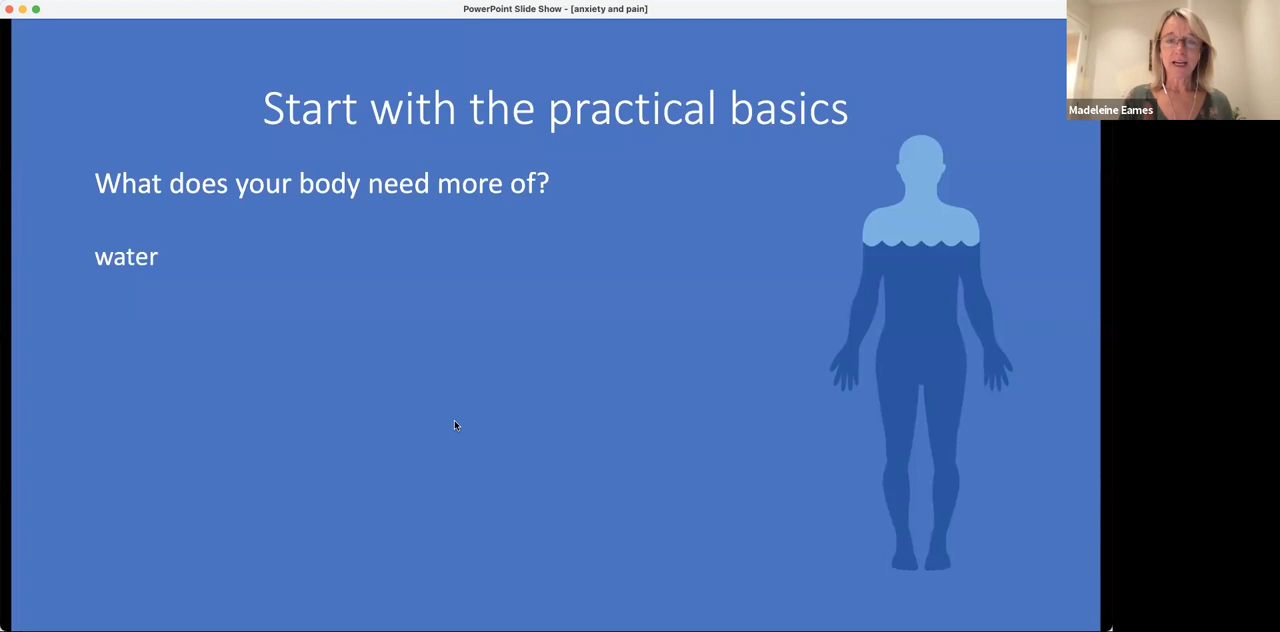 PowerPoint Slide Show - [anxiety and pain]
Madeleine Eames
Start with the practical basics
What does your body need more of?
water